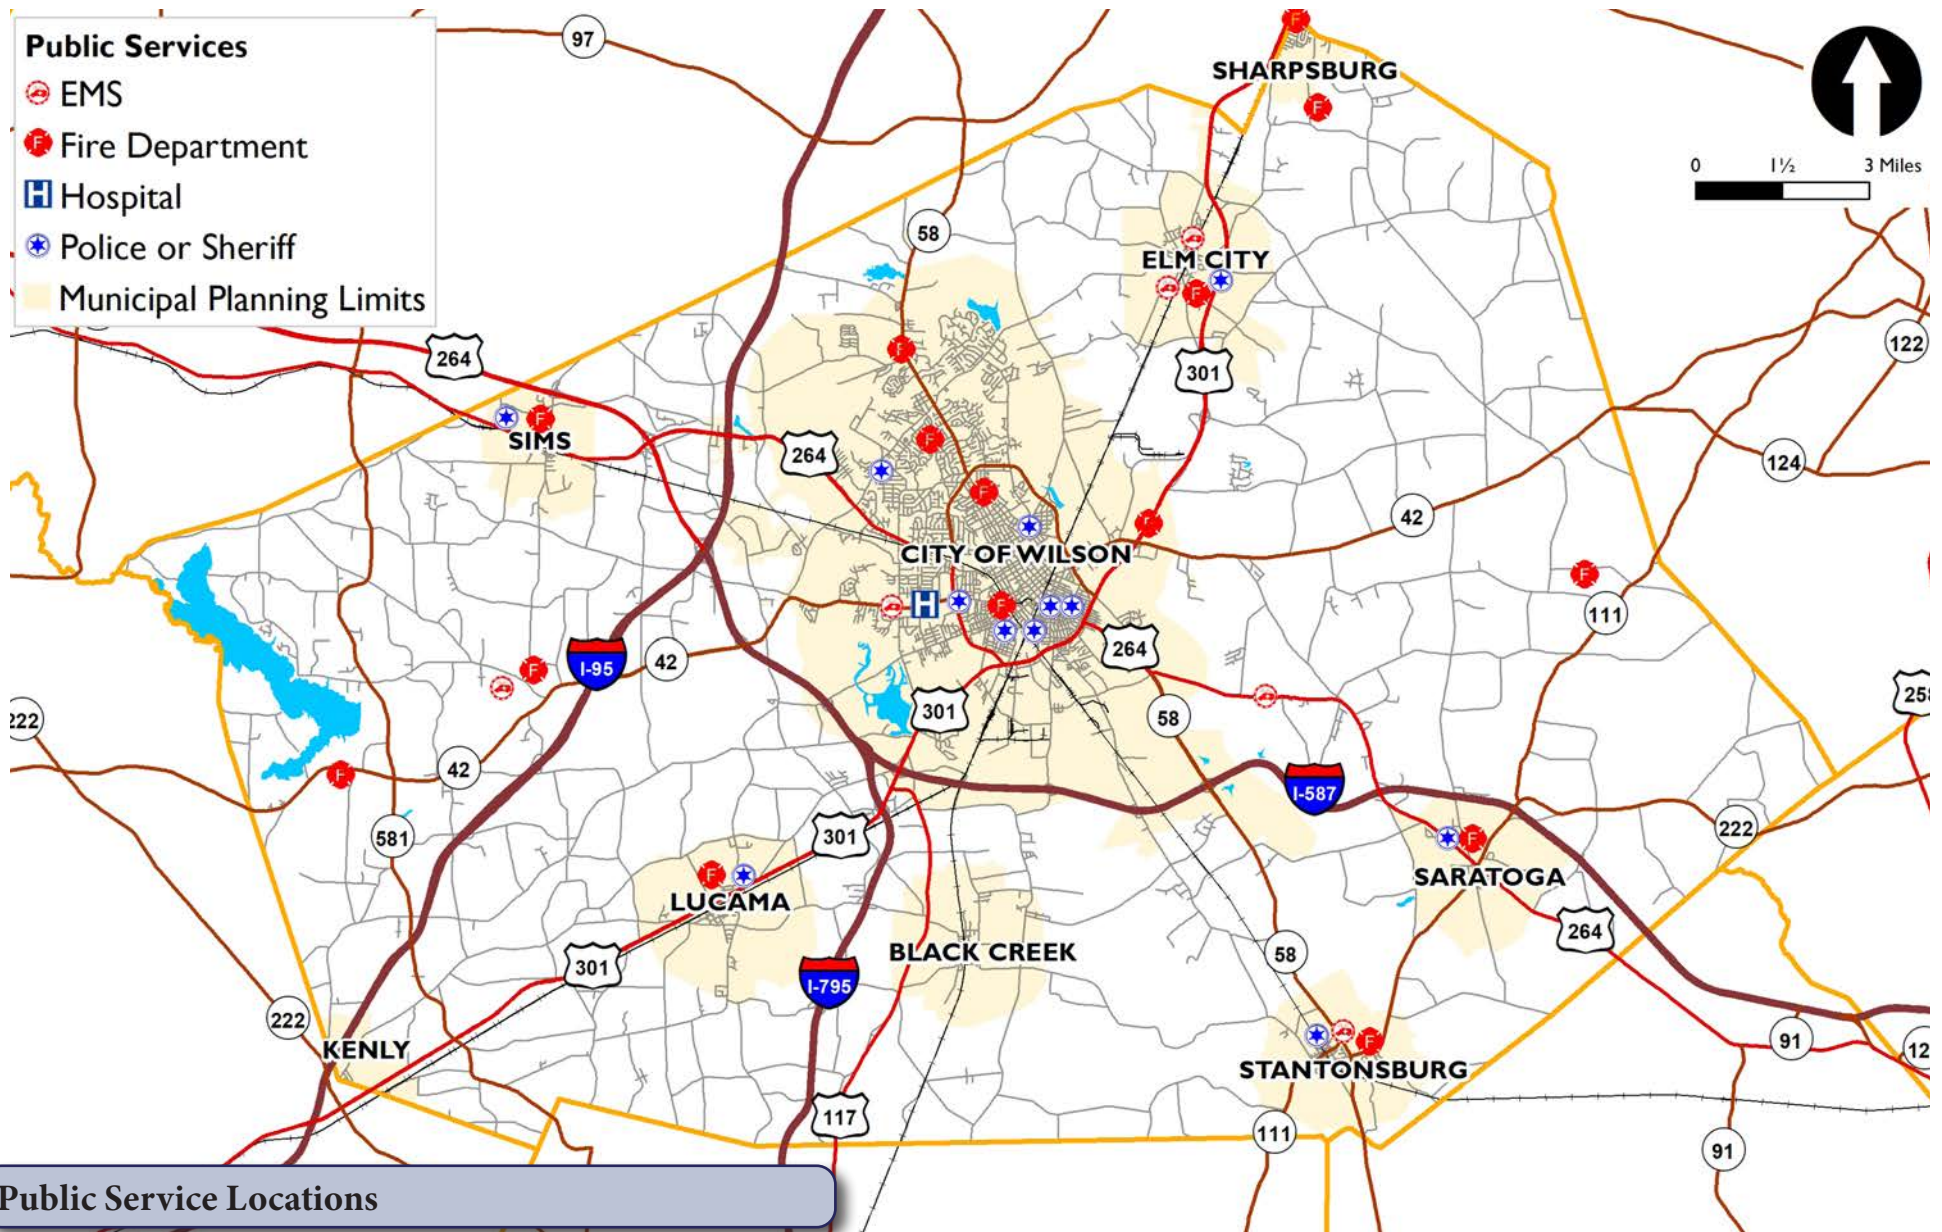 Public Services
EMS
F Fire Department
H Hospital
Police or Sheriff
Municipal Planning Limits
97
F
SHARPSBURG
F
0 1½ 3 Miles
58
ELM CITY
F
122
264
F
301
F
SIMS
F
264
124
F
42
F
CITY OF WILSON
F
H
F
111
264
I-95
42
F
222
301
58
258
42
F
I-587
581
301
222
F
F
LUCAMA
SARATOGA
264
BLACK CREEK
58
301
I-795
222
KENLY
F
91
12
STANTONSBURG
117
111
91
Public Service Locations